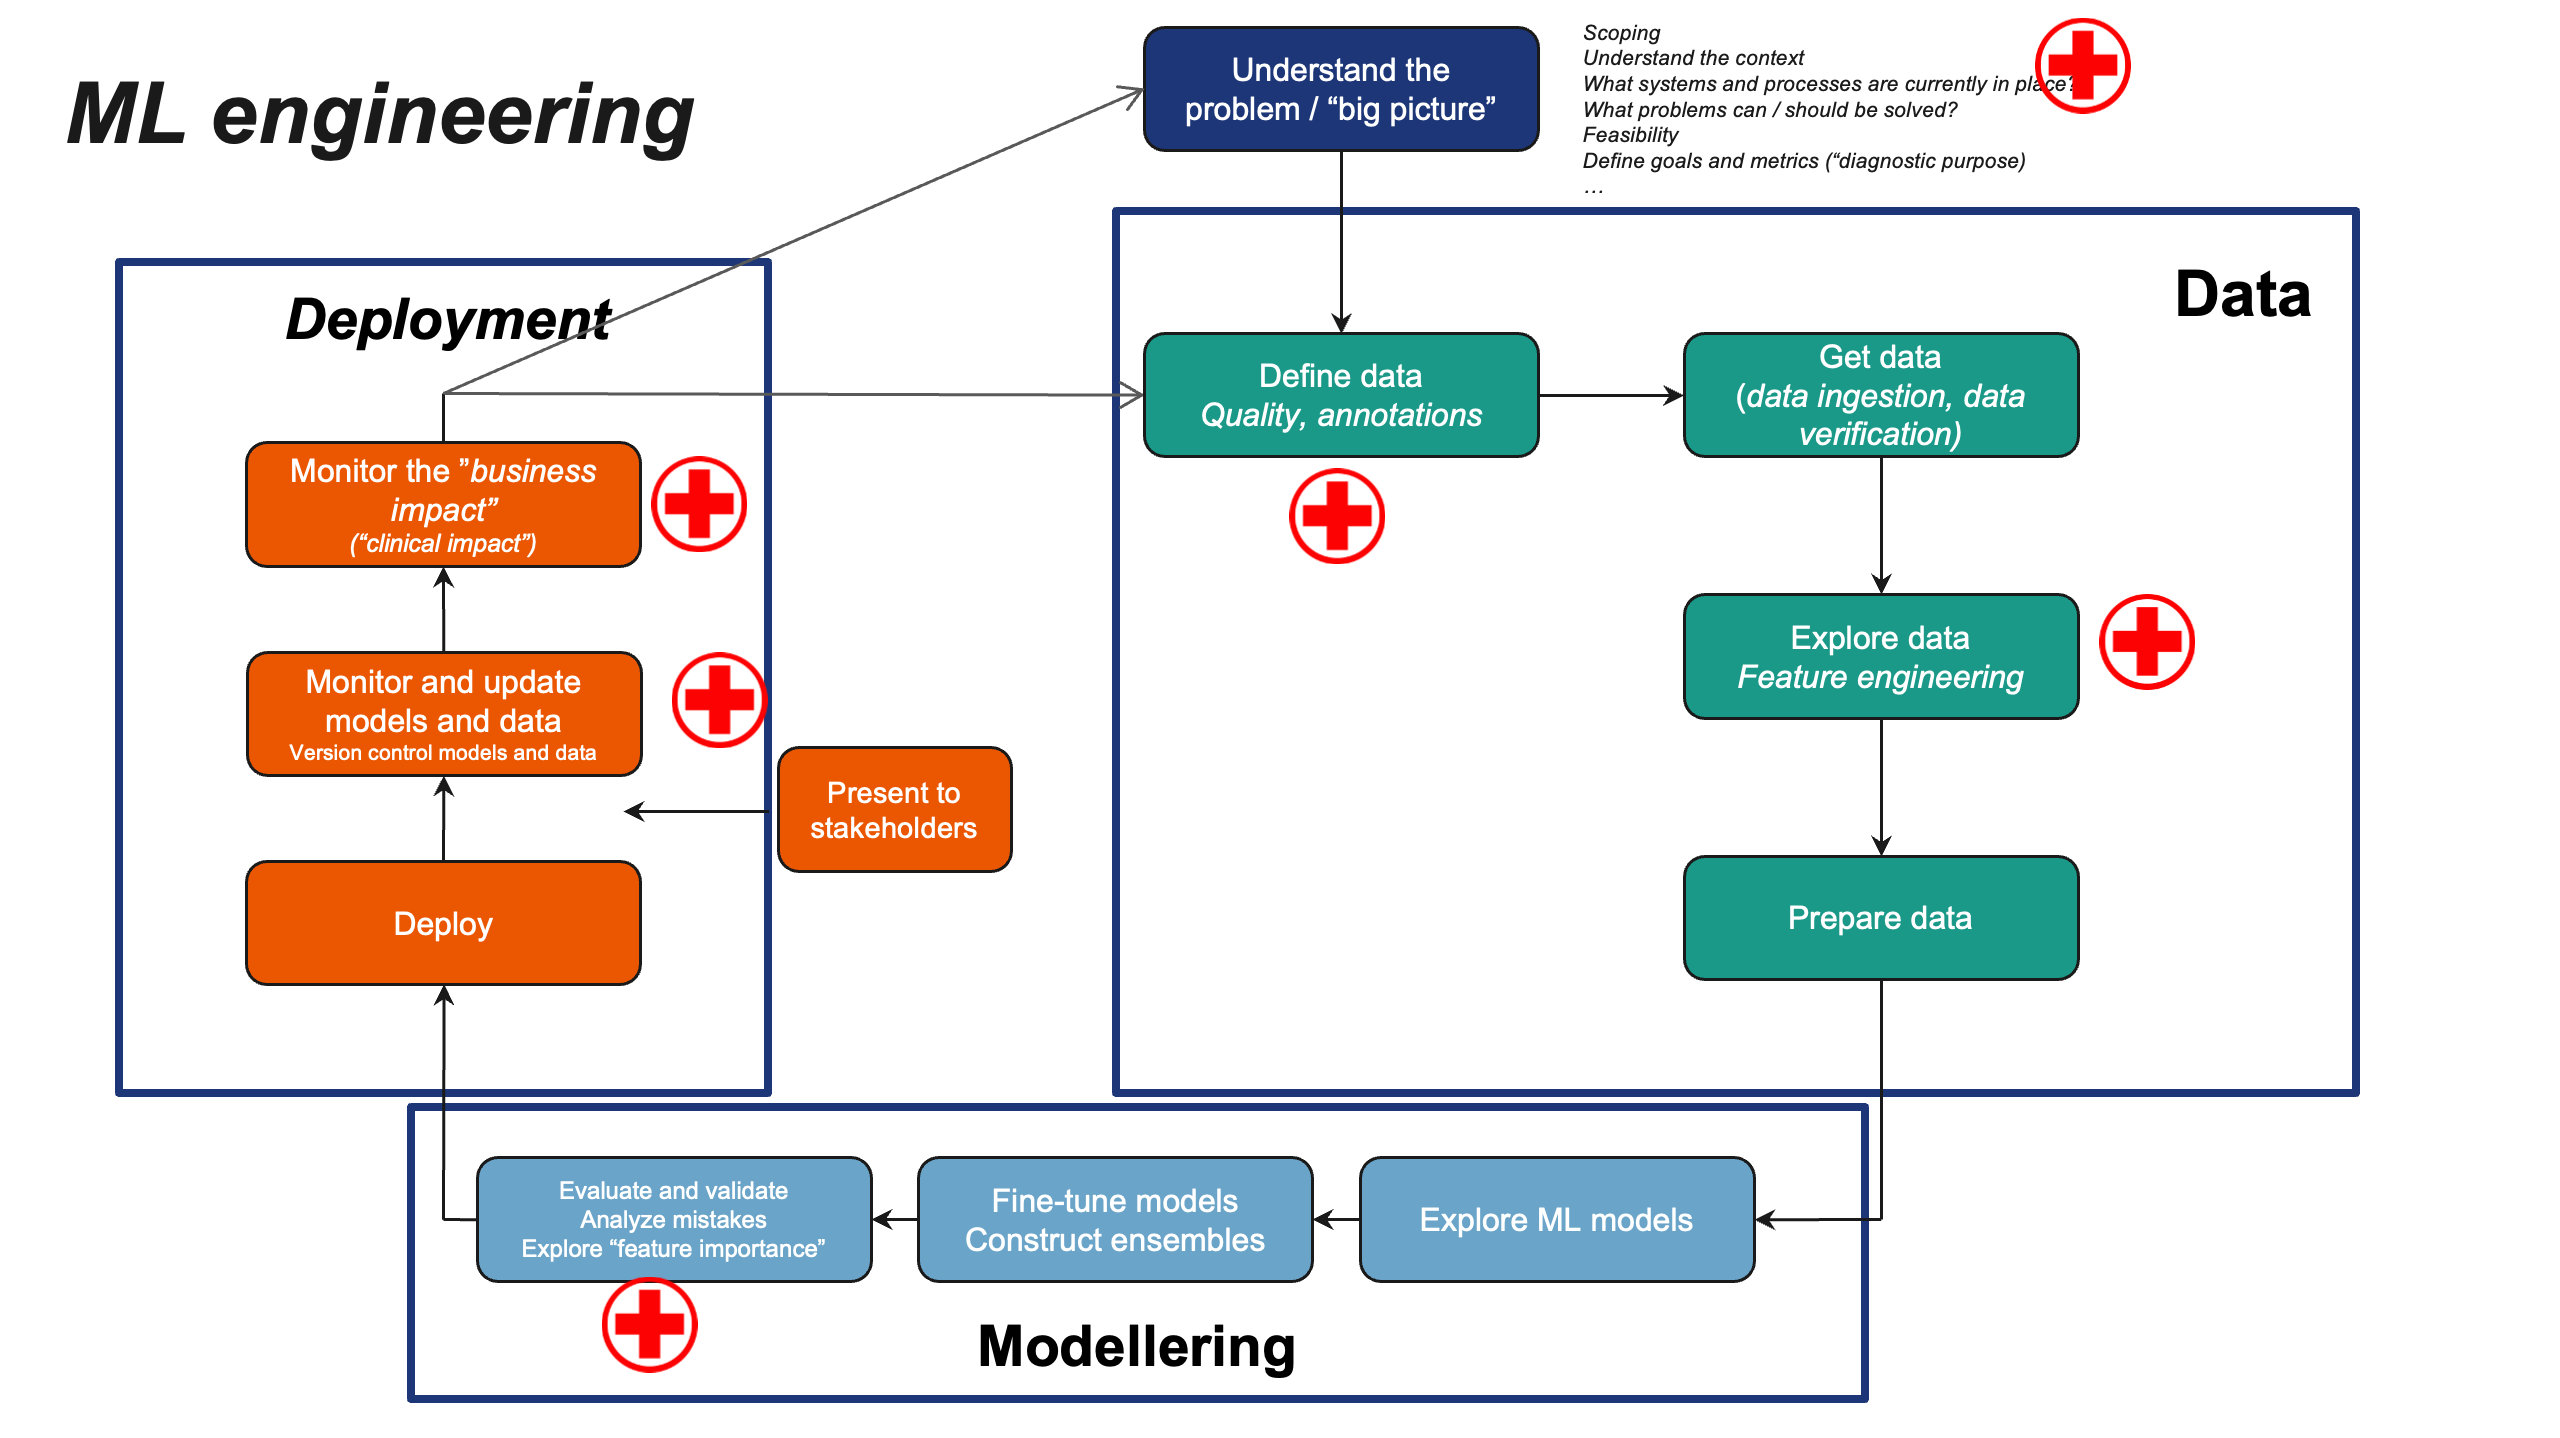 ML engineering
Understand the
problem / “big picture”
Scoping
Understand the context
What systems and processes are currently in place?
What problems can / should be solved?
Feasibility
Define goals and metrics (“diagnostic purpose)
…
Data
Define data
Quality, annotations
Get data
(data ingestion, data
verification)
Explore data
Feature engineering
Prepare data
Modellering
Explore ML models
Fine-tune models
Construct ensembles
Evaluate and validate
Analyze mistakes
Explore “feature importance”
Deployment
Deploy
Present to
stakeholders
Monitor and update
models and data
Version control models and data
Monitor the ”business
impact”
(“clinical impact”)